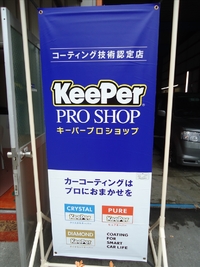 コーティング技術認定店
KeePer
PRO SHOP
キーパープロショップ
カーコーティングは
プロにおまかせを
CRYSTAL
PURE
DIAMOND
COATING
FOR
SMART
CAR LIFE